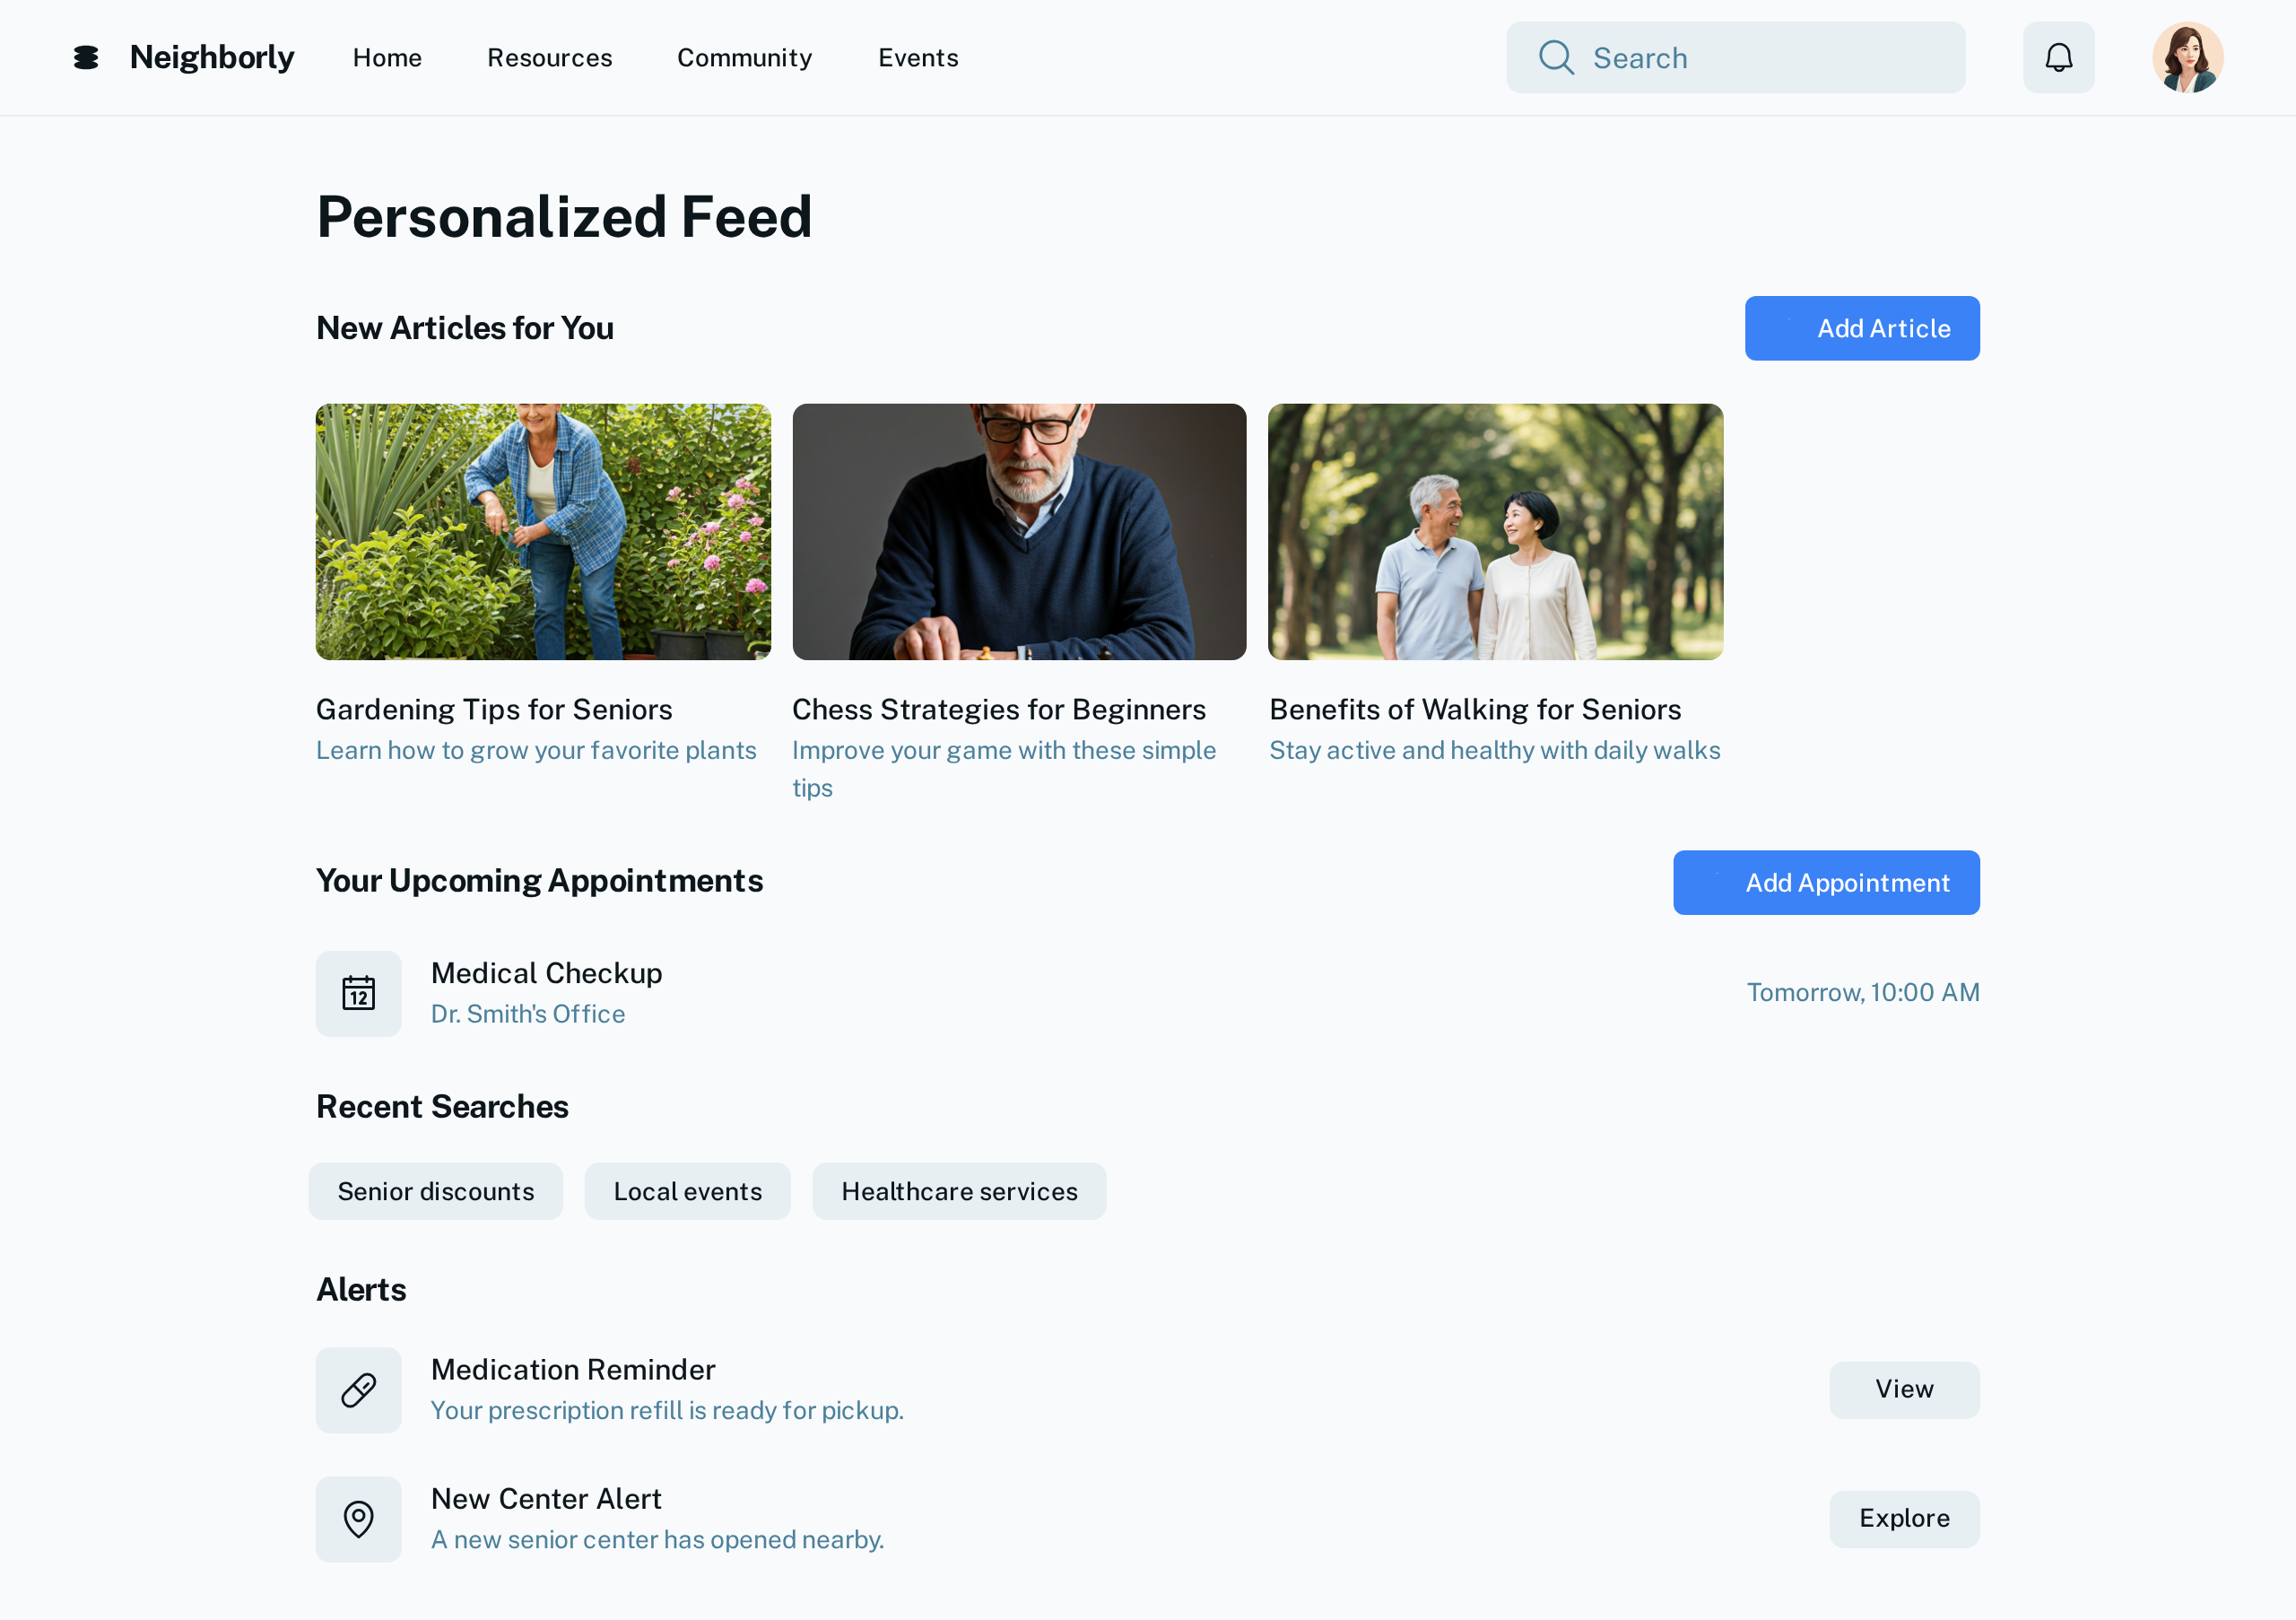 Neighborly
Home
Resources
Community
Events
Search
Personalized Feed
New Articles for You
Add Article
Gardening Tips for Seniors
Learn how to grow your favorite plants
Chess Strategies for Beginners
Improve your game with these simple
tips
Benefits of Walking for Seniors
Stay active and healthy with daily walks
Your Upcoming Appointments
Add Appointment
12
Medical Checkup
Dr. Smith's Office
Tomorrow, 10:00 AM
Recent Searches
Senior discounts
Local events
Healthcare services
Alerts
Medication Reminder
Your prescription refill is ready for pickup.
View
New Center Alert
A new senior center has opened nearby.
Explore